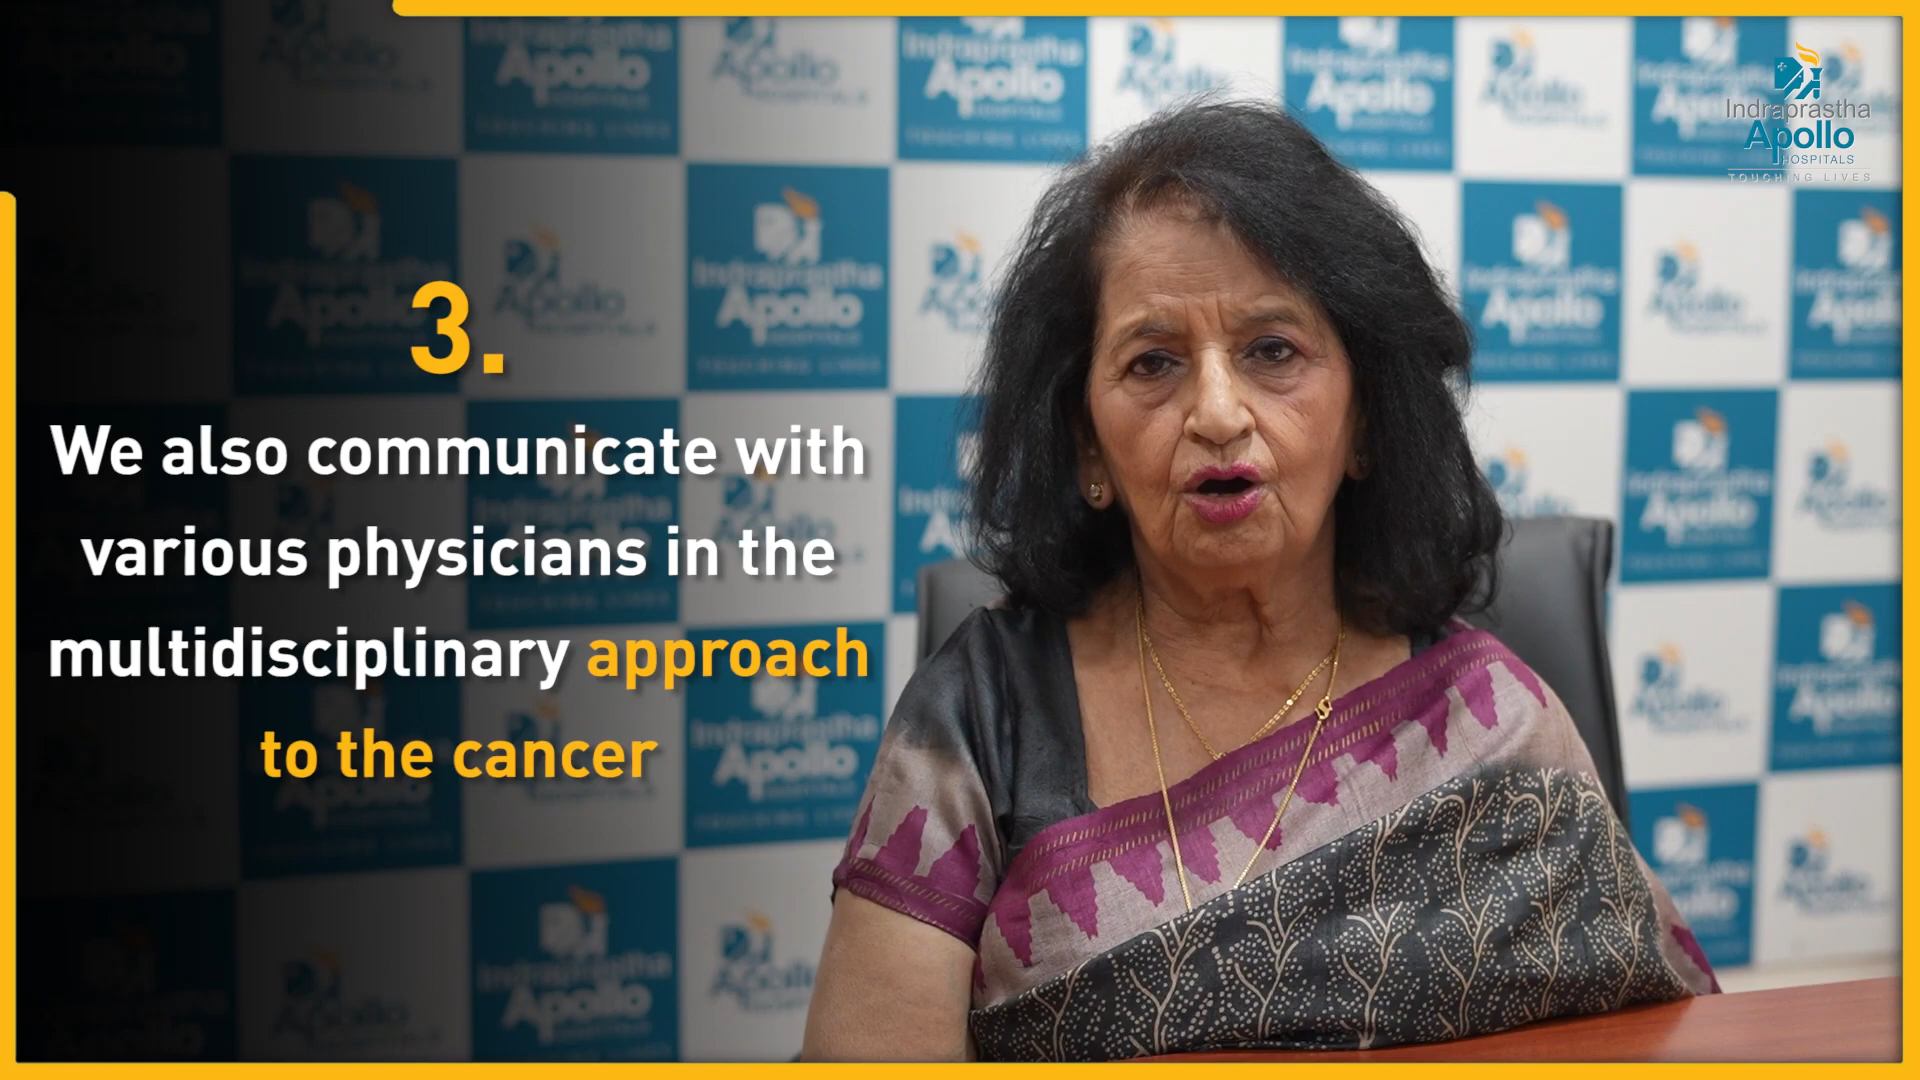 3.
We also communicate with
various physicians in the
multidisciplinary approach
to the cancer
Indraprastha
Apollo
HOSPITALS
TOUCHING LIVES